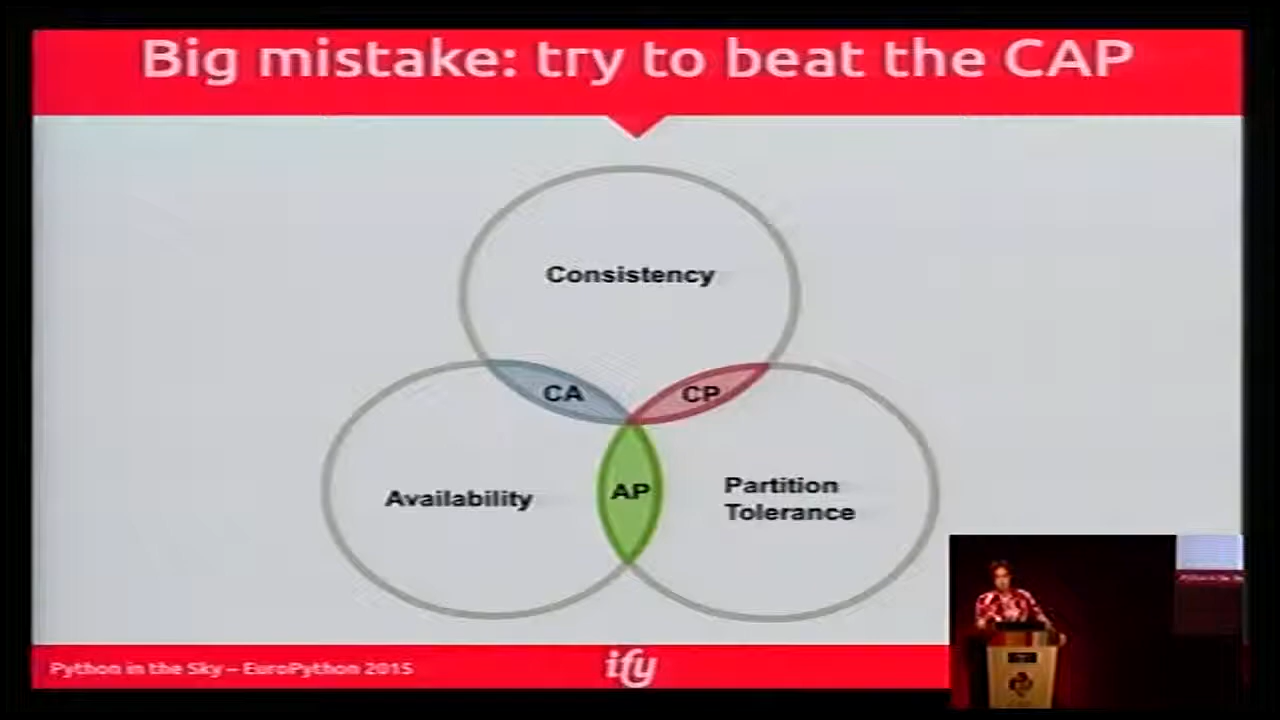 Big mistake: try to beat the CAP
Consistency
CA
CP
Availability
AP
Partition
Tolerance
Python in the Sky – EuroPython 2015
ify